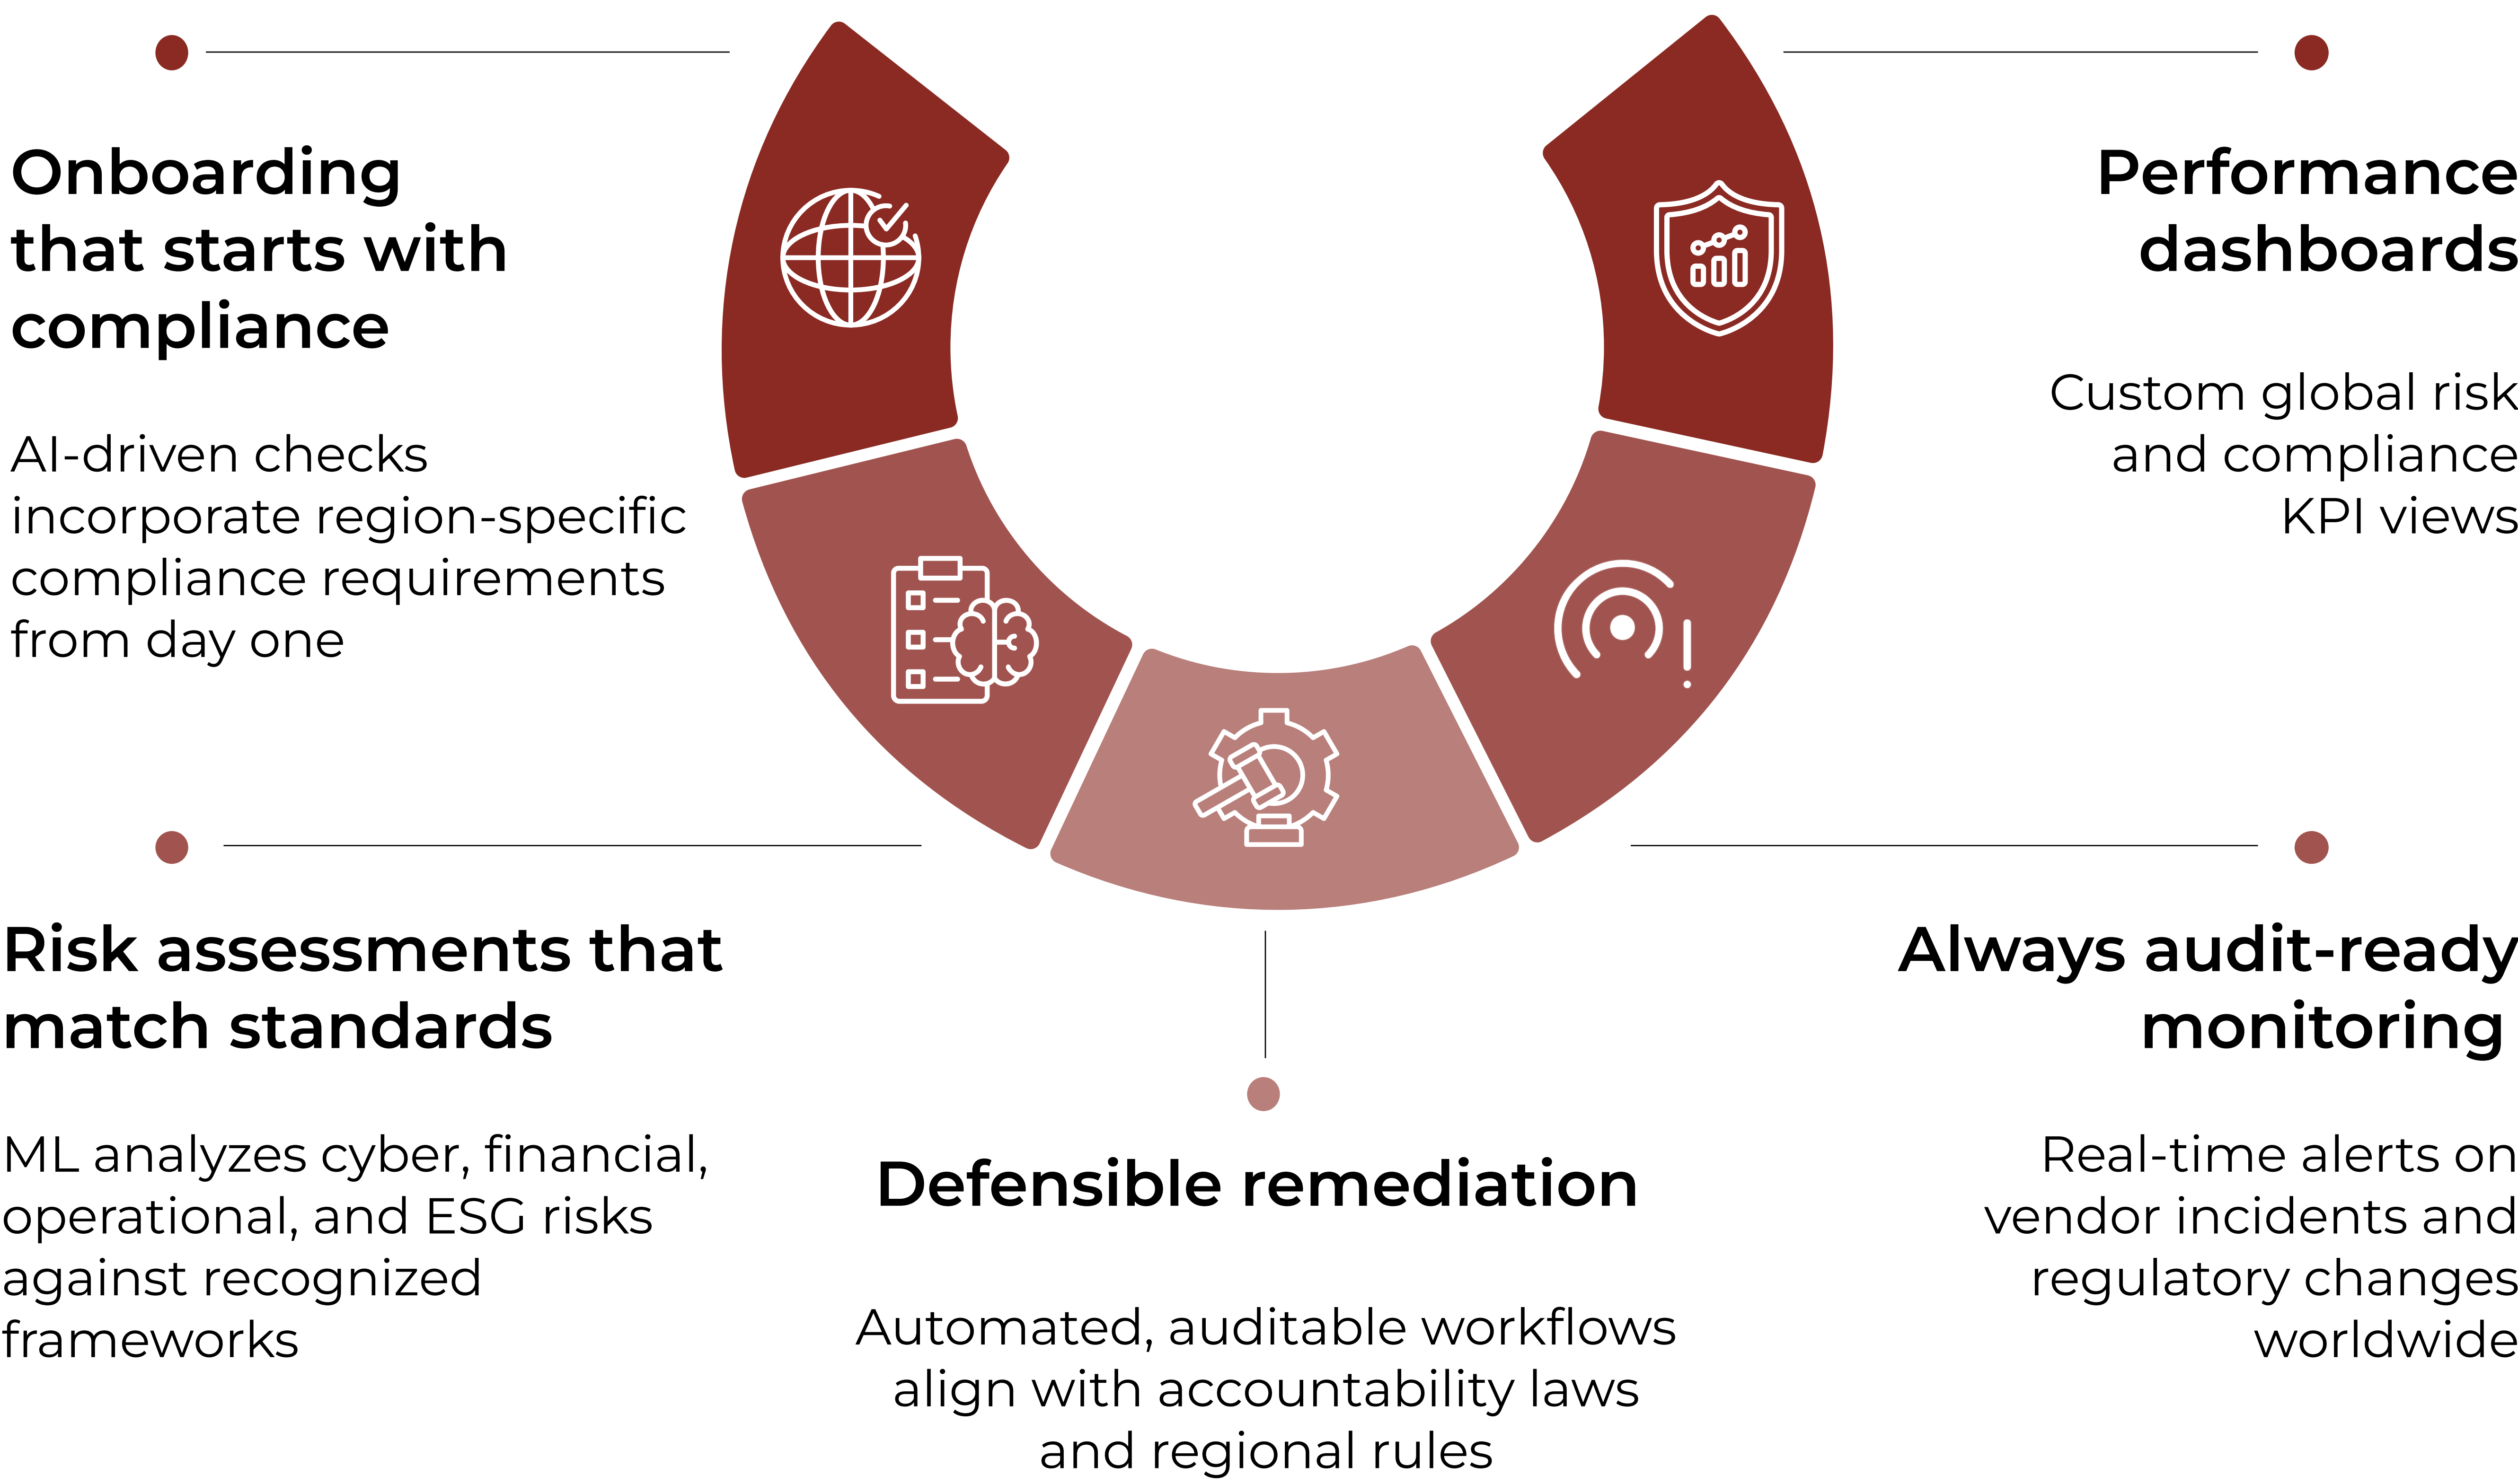 Onboarding
that starts with
compliance
AI-driven checks
incorporate region-specific
compliance requirements
from day one
Risk assessments that
match standards
ML analyzes cyber, financial,
operational, and ESG risks
against recognized
frameworks
Defensible remediation
Automated, auditable workflows
align with accountability laws
and regional rules
Always audit-ready
monitoring
Real-time alerts on
vendor incidents and
regulatory changes
worldwide
Performance
dashboards
Custom global risk
and compliance
KPI views